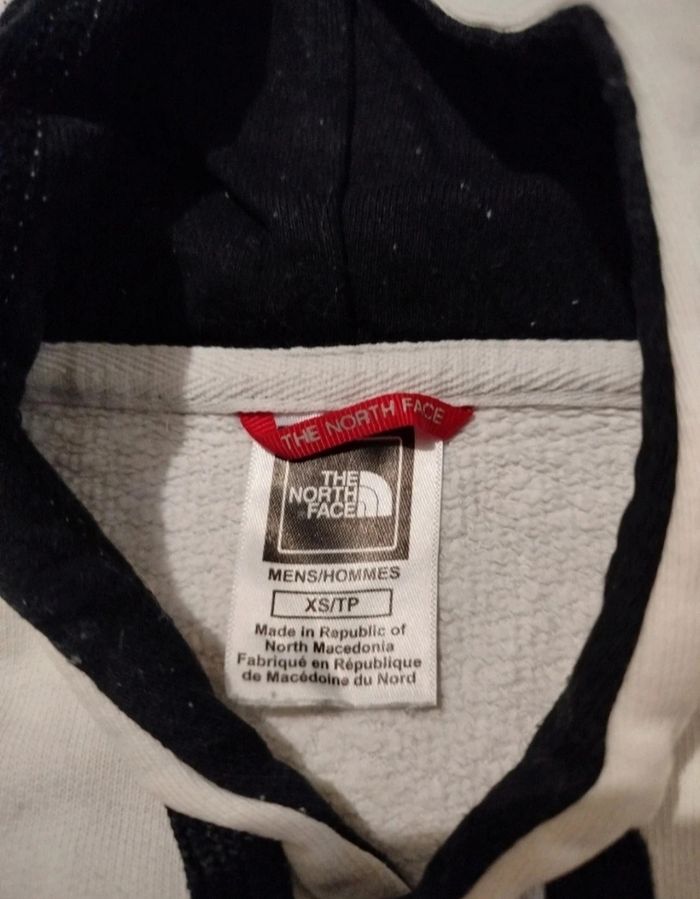 THE NORTH FACE
THE
NORTH
FACE
MENS/HOMMES
XS/TP
Made in Republic of
North Macedonia
Fabriqué en République
de Macédoine du Nord